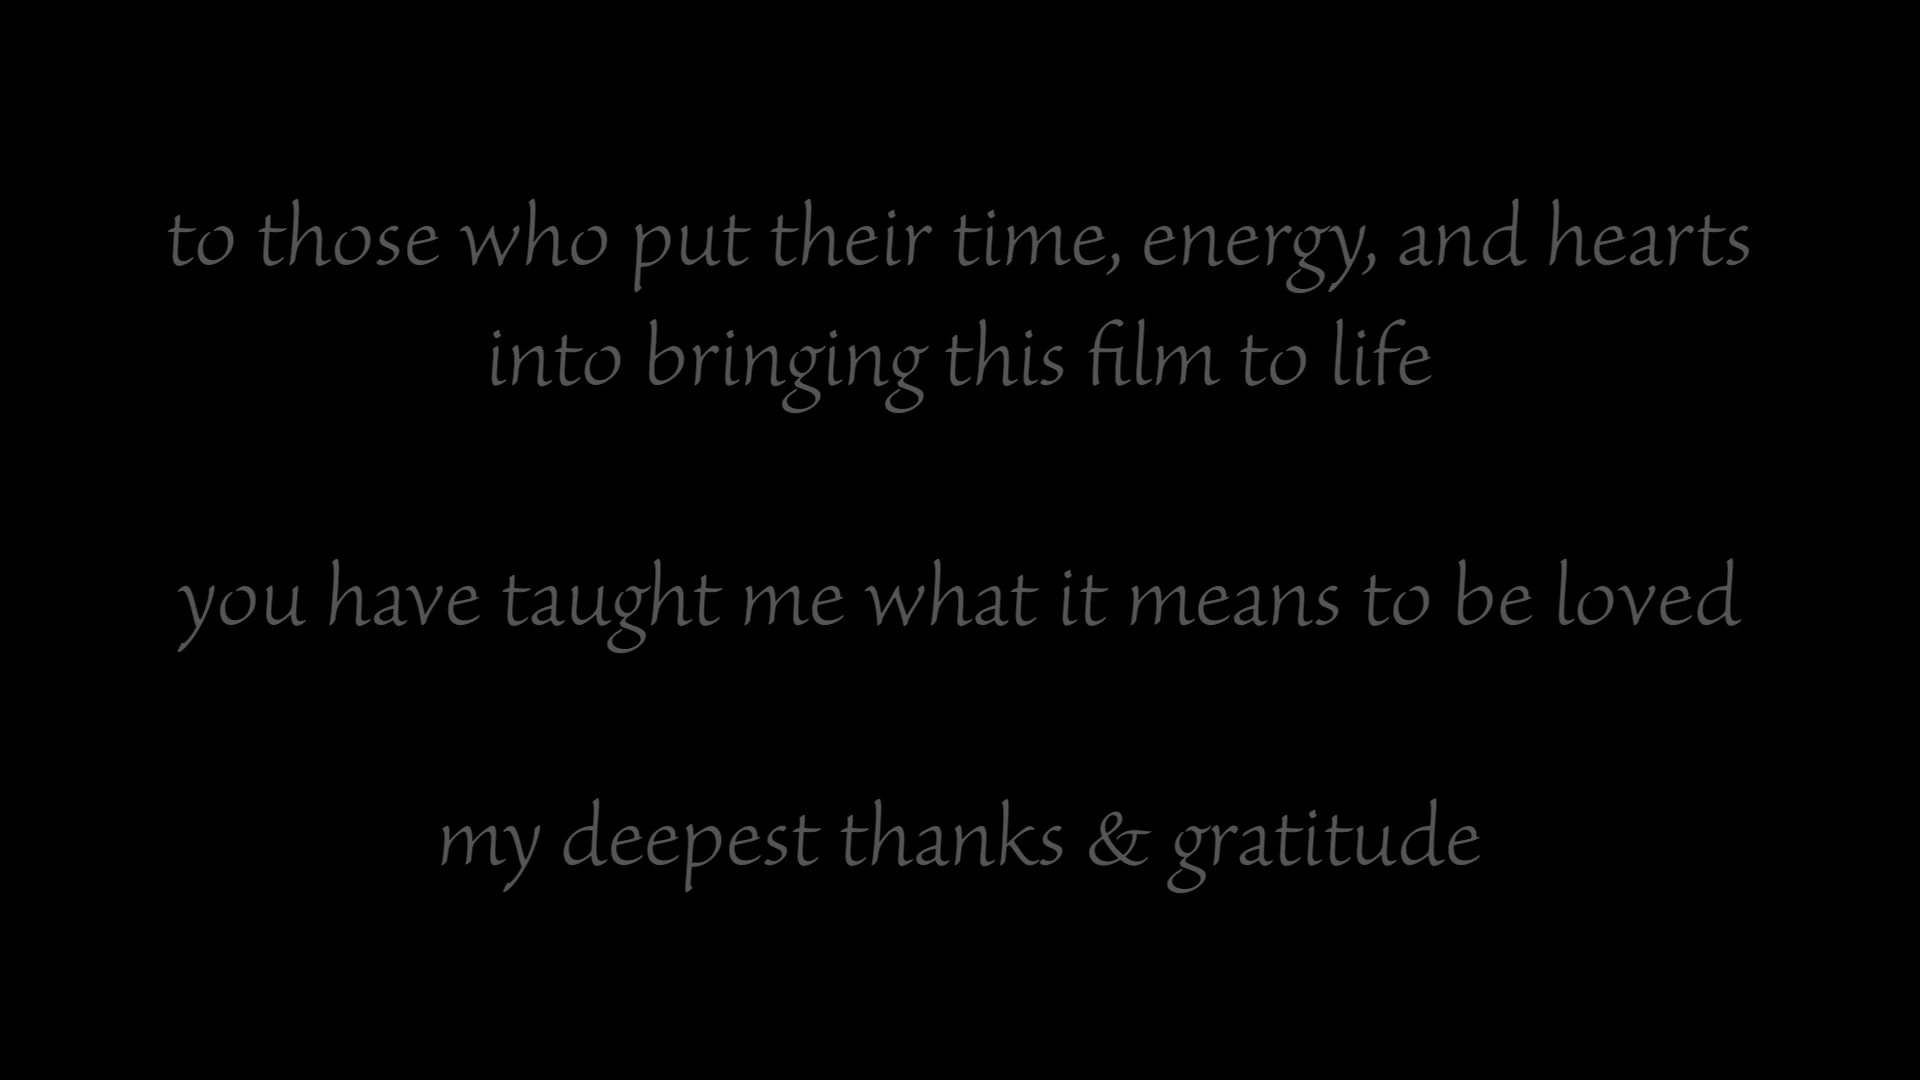 to those who put their time, energy, and hearts
into bringing this film to life
you have taught me what it means to be loved
my deepest thanks & gratitude